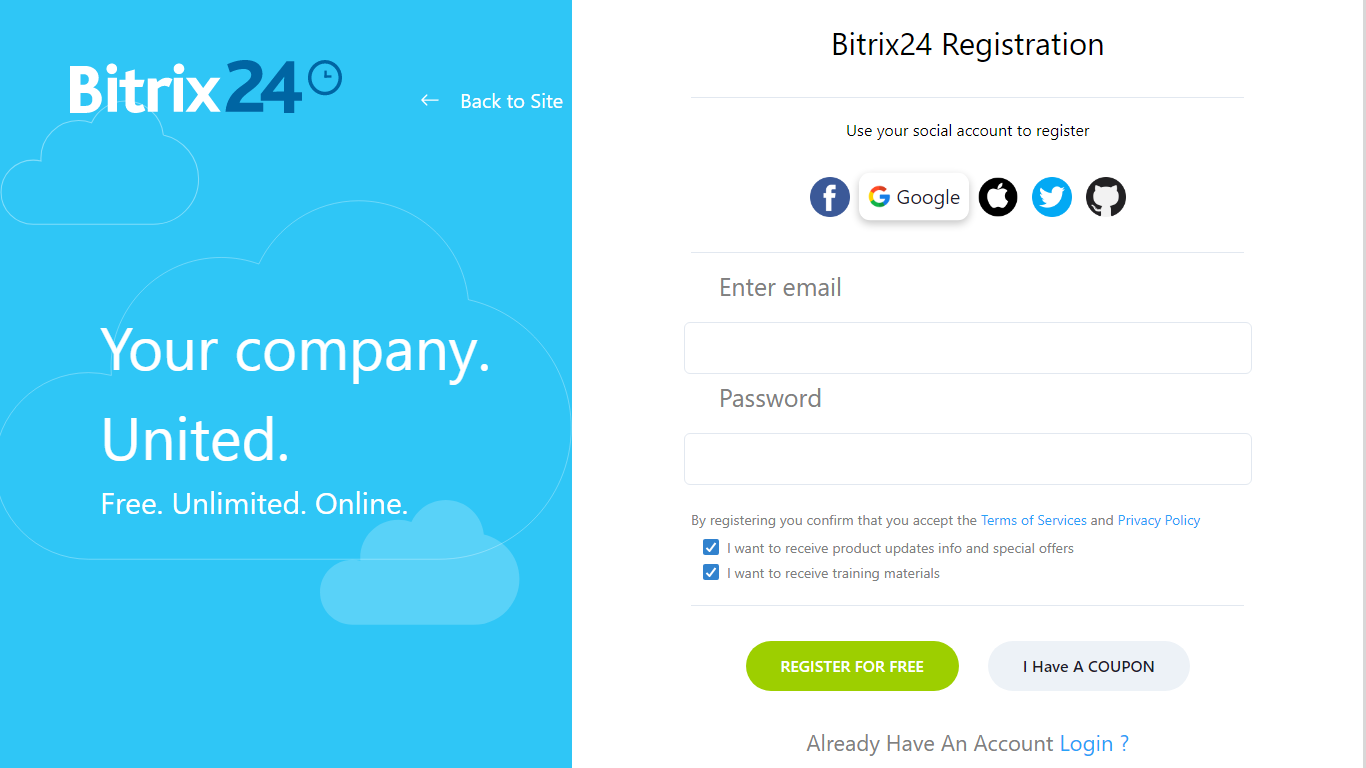 Bitrix24
Back to Site
Your company.
United.
Free. Unlimited. Online.
Bitrix24 Registration
Use your social account to register
Google
Enter email
Password
By registering you confirm that you accept the Terms of Services and Privacy Policy
I want to receive product updates info and special offers
I want to receive training materials
REGISTER FOR FREE
I Have A COUPON
Already Have An Account Login ?